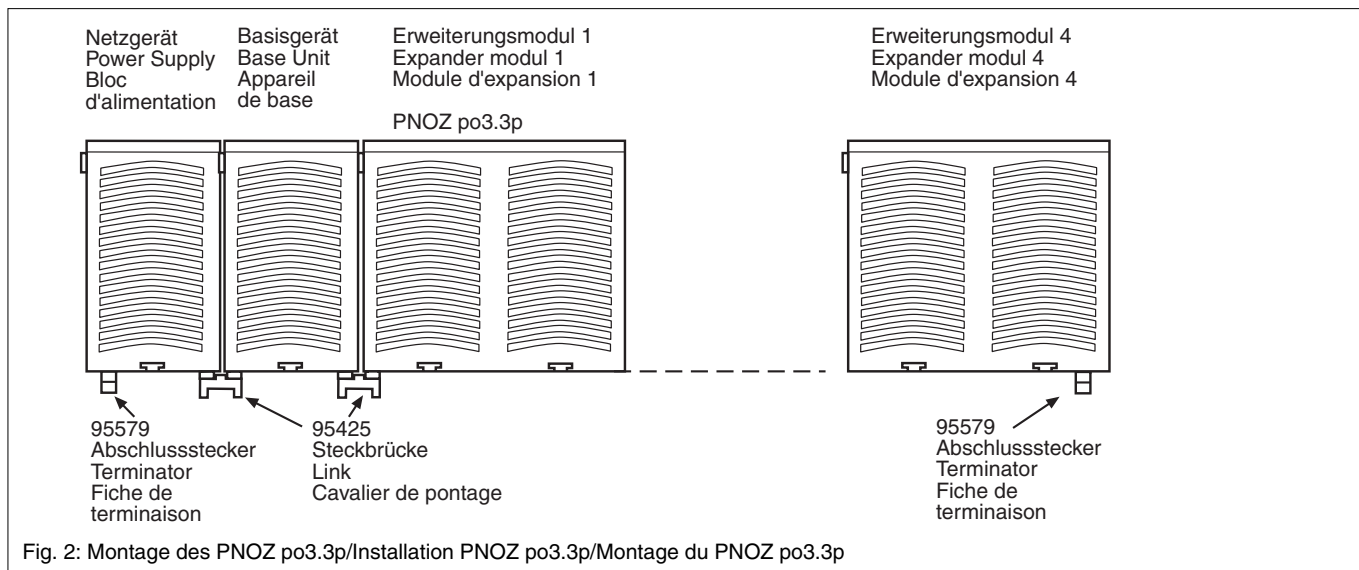 Netzgerät
Power Supply
Bloc
d'alimentation
Basisgerät
Base Unit
Appareil
de base
Erweiterungsmodul 1
Expander modul 1
Module d'expansion 1
PNOZ po3.3p
Erweiterungsmodul 4
Expander modul 4
Module d'expansion 4
95579
Abschlussstecker
Terminator
Fiche de
terminaison
95425
Steckbrücke
Link
Cavalier de pontage
95579
Abschlussstecker
Terminator
Fiche de
terminaison
Fig. 2: Montage des PNOZ po3.3p/Installation PNOZ po3.3p/Montage du PNOZ po3.3p